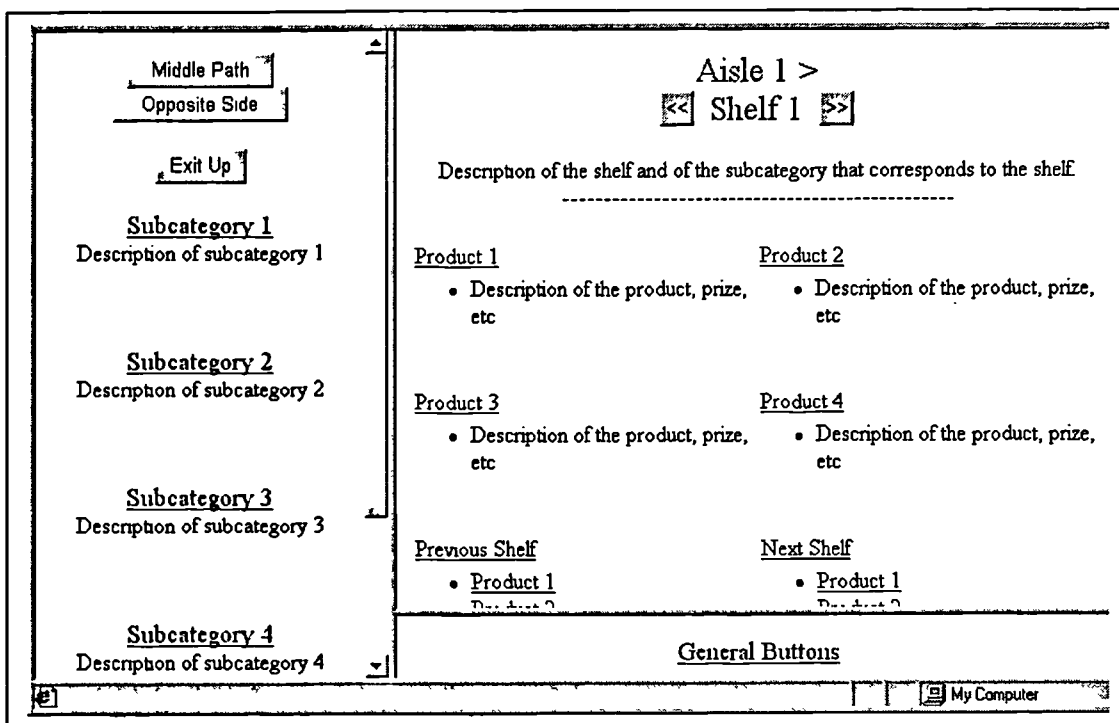 Middle Path
Opposite Side
Exit Up
Subcategory 1
Description of subcategory 1
Subcategory 2
Description of subcategory 2
Subcategory 3
Description of subcategory 3
Subcategory 4
Description of subcategory 4
Aisle 1 >
<< Shelf 1 >>
Description of the shelf and of the subcategory that corresponds to the shelf.
----------------------------------------------
Product 1
• Description of the product, prize,
etc
Product 2
• Description of the product, prize,
etc
Product 3
• Description of the product, prize,
etc
Product 4
• Description of the product, prize,
etc
Previous Shelf
• Product 1
Next Shelf
• Product 1
General Buttons
My Computer